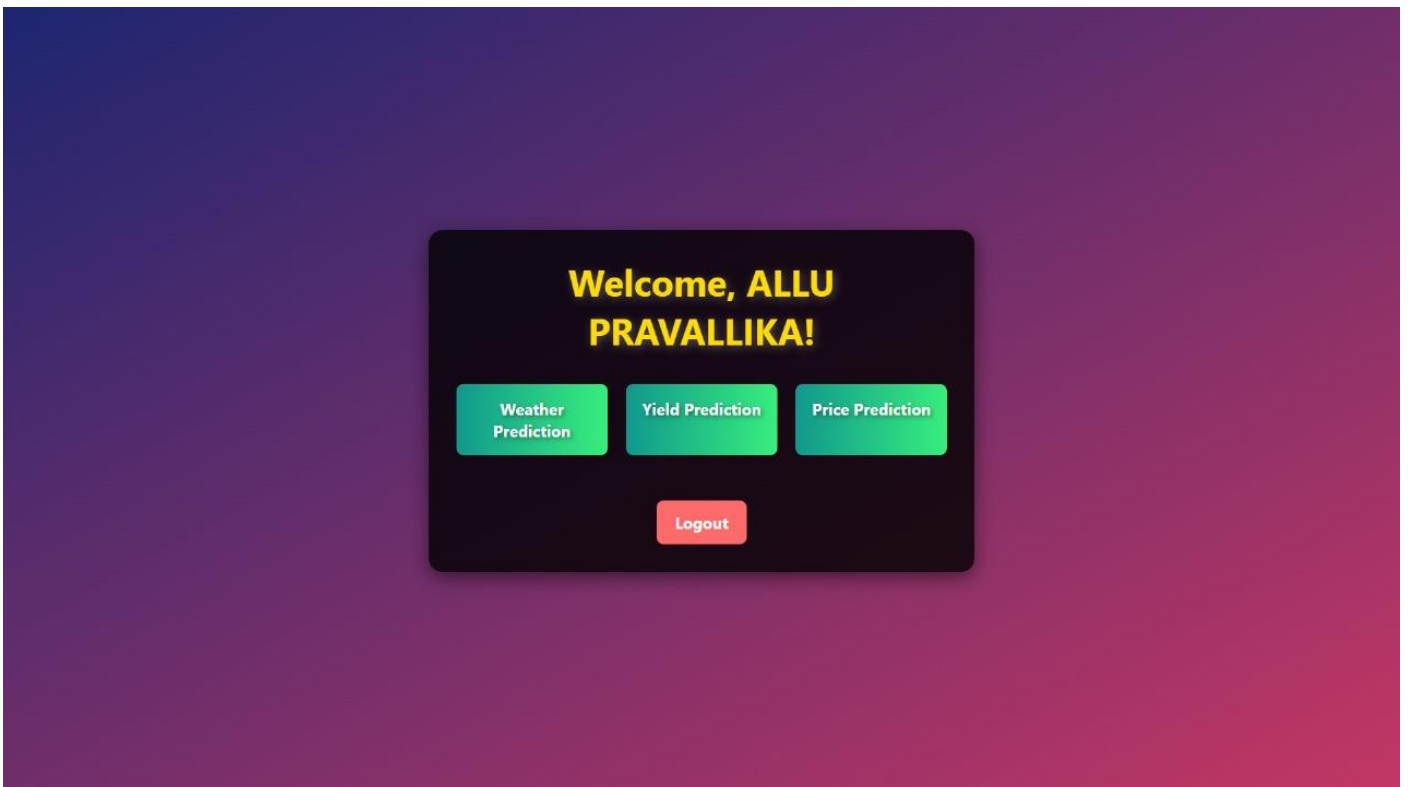 Welcome, ALLU
PRAVALLIKA!
Weather
Prediction
Yield Prediction
Price Prediction
Logout